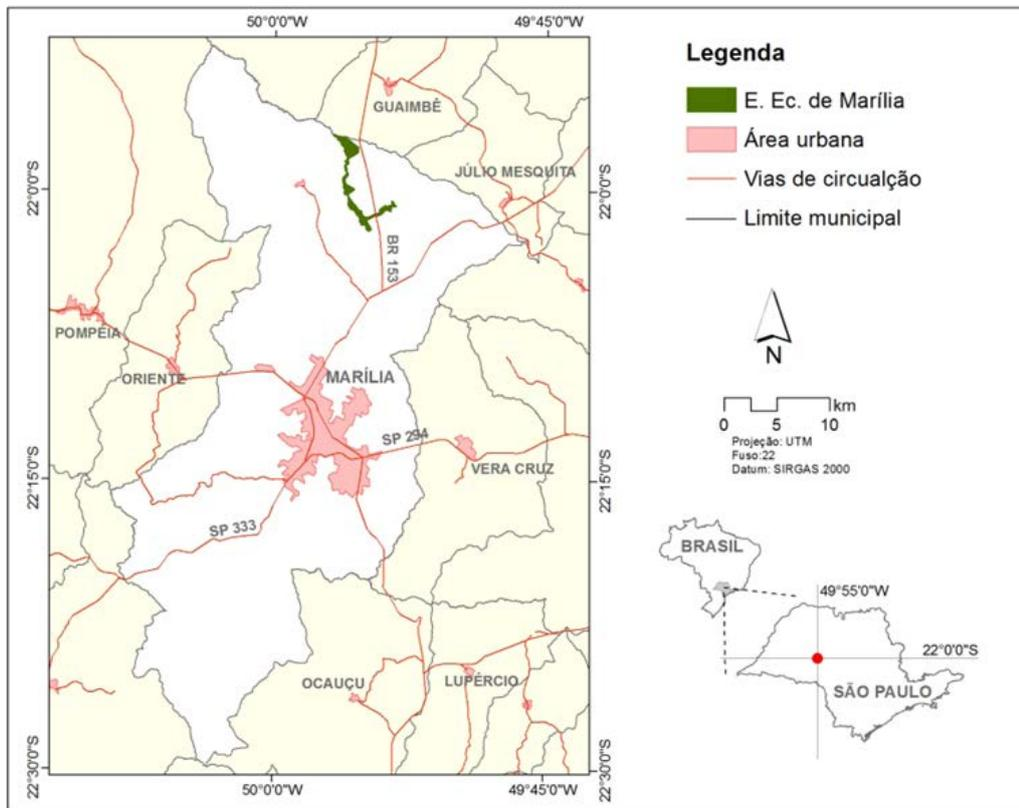 50°0'0"W
49°45'0"W
22°0'0"S
22°15'0"S
22°30'0"S
GUAIMBÊ
JÚLIO MESQUITA
BR 153
POMPÉIA
ORIENTE
MARÍLIA
SP 294
VERA CRUZ
SP 333
OCAUÇU
LUPÉRCIO
22°0'0"S
22°15'0"S
22°30'0"S
50°0'0"W
49°45'0"W
Legenda
E. Ec. de Marília
Área urbana
Vias de circualção
Limite municipal
N
0 5 10 km
Projeção: UTM
Fuso:22
Datum: SIRGAS 2000
BRASIL
49°55'0"W
22°0'0"S
SÃO PAULO